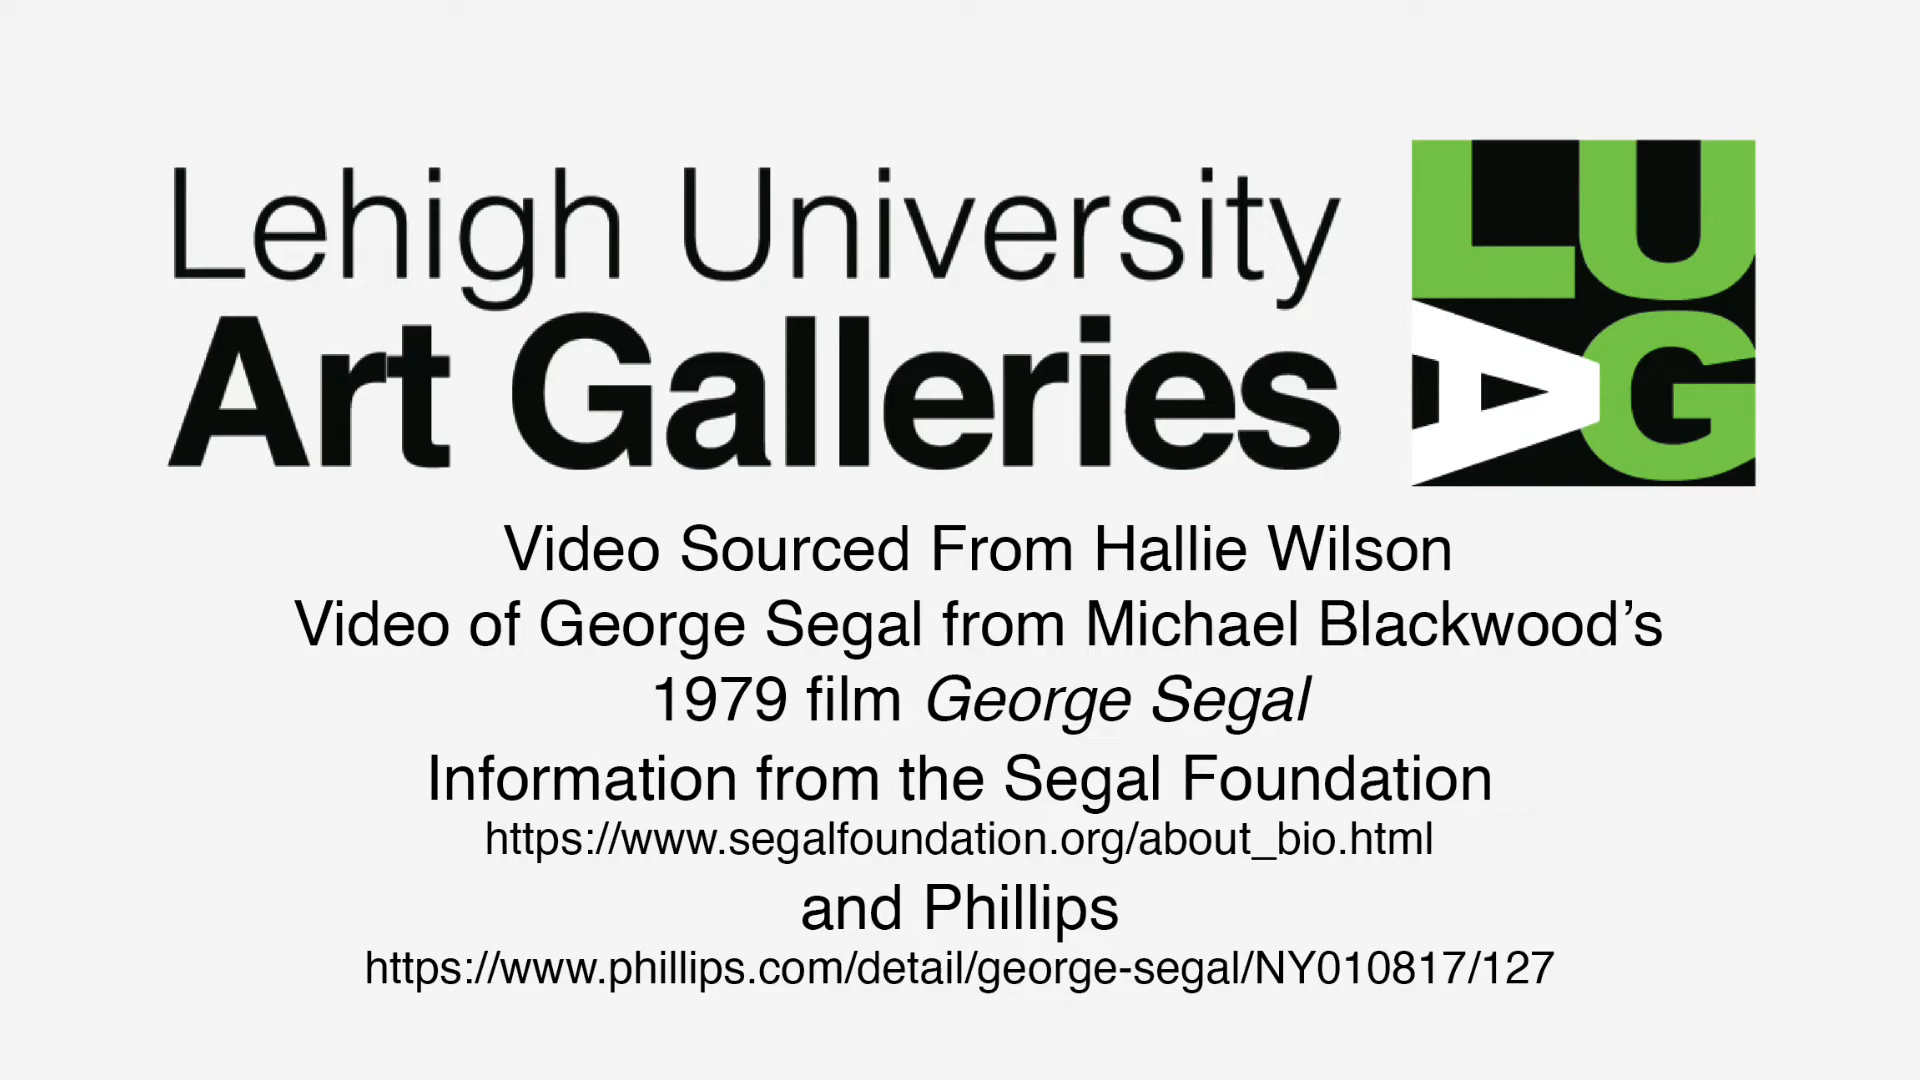 Lehigh University
Art Galleries
LU
AG
Video Sourced From Hallie Wilson
Video of George Segal from Michael Blackwood’s
1979 film George Segal
Information from the Segal Foundation
https://www.segalfoundation.org/about_bio.html
and Phillips
https://www.phillips.com/detail/george-segal/NY010817/127